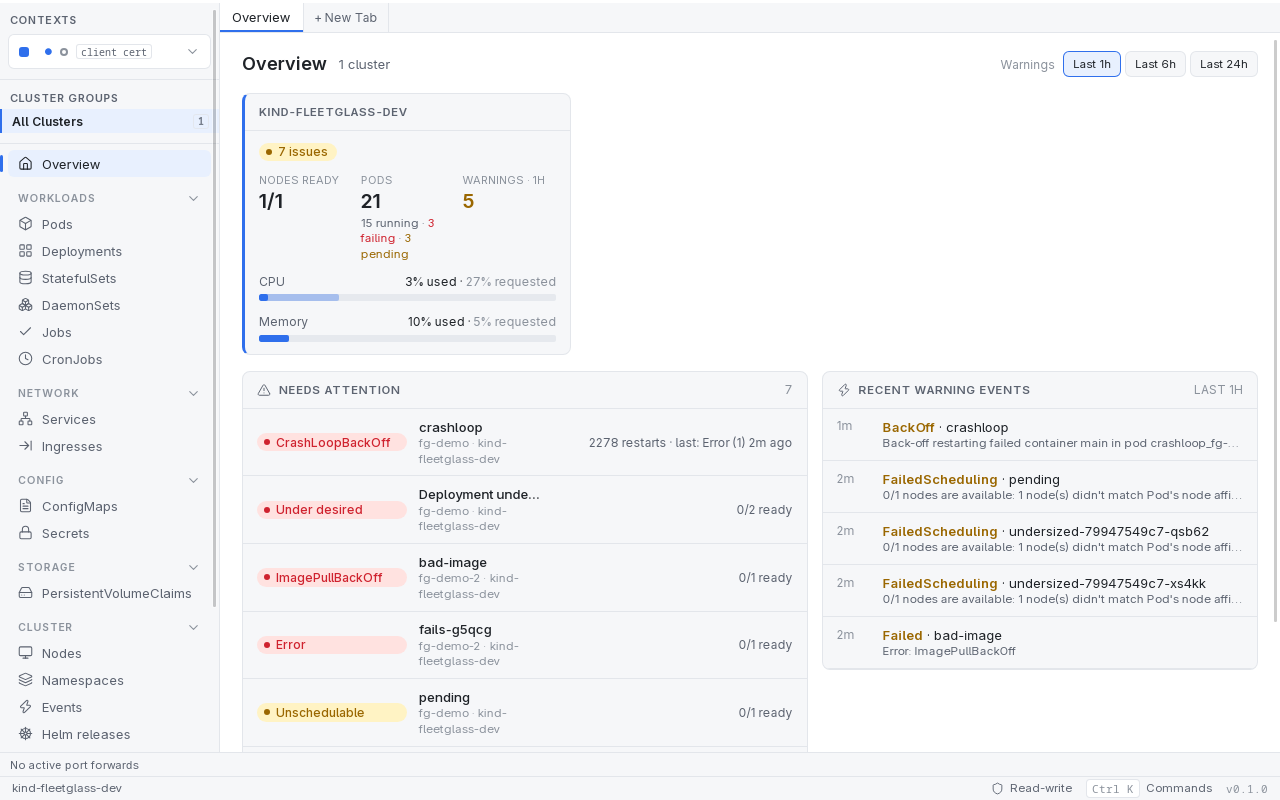 CONTEXTS
client cert
CLUSTER GROUPS
All Clusters 1
Overview
WORKLOADS
Pods
Deployments
StatefulSets
DaemonSets
Jobs
CronJobs
NETWORK
Services
Ingresses
CONFIG
ConfigMaps
Secrets
STORAGE
PersistentVolumeClaims
CLUSTER
Nodes
Namespaces
Events
Helm releases
Overview + New Tab
Overview 1 cluster
Warnings Last 1h Last 6h Last 24h
KIND-FLEETGLASS-DEV
7 issues
NODES READY PODS WARNINGS · 1H
1/1 21 5
15 running · 3
failing · 3
pending
CPU 3% used · 27% requested
Memory 10% used · 5% requested
NEEDS ATTENTION 7
CrashLoopBackOff
crashloop
fg-demo · kind-
fleetglass-dev
2278 restarts · last: Error (1) 2m ago
Under desired
Deployment unde…
fg-demo · kind-
fleetglass-dev
0/2 ready
ImagePullBackOff
bad-image
fg-demo-2 · kind-
fleetglass-dev
0/1 ready
Error
fails-g5qcg
fg-demo-2 · kind-
fleetglass-dev
0/1 ready
Unschedulable
pending
fg-demo · kind-
fleetglass-dev
0/1 ready
RECENT WARNING EVENTS LAST 1H
1m BackOff · crashloop
Back-off restarting failed container main in pod crashloop_fg-…
2m FailedScheduling · pending
0/1 nodes are available: 1 node(s) didn't match Pod's node affi…
2m FailedScheduling · undersized-79947549c7-qsb62
0/1 nodes are available: 1 node(s) didn't match Pod's node affi…
2m FailedScheduling · undersized-79947549c7-xs4kk
0/1 nodes are available: 1 node(s) didn't match Pod's node affi…
2m Failed · bad-image
Error: ImagePullBackOff
No active port forwards
kind-fleetglass-dev Read-write Ctrl K Commands v0.1.0